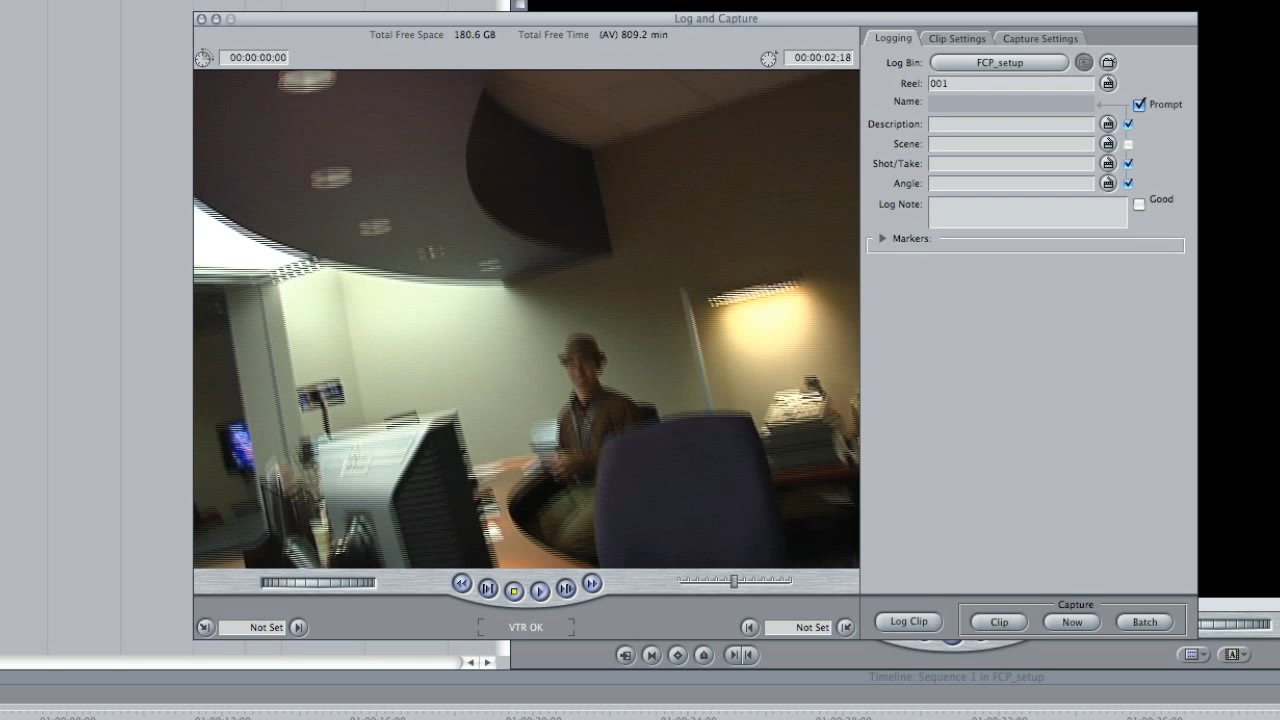 Log and Capture
Total Free Space 180.6 GB Total Free Time (AV) 809.2 min
00:00:00;00
00:00:02;18
Logging Clip Settings Capture Settings
Log Bin: FCP_setup
Reel: 001
Name: Prompt
Description:
Scene:
Shot/Take:
Angle:
Log Note: Good
Markers:
Not Set
VTR OK
Not Set
Log Clip
Capture
Clip Now Batch
Timeline: Sequence 1 in FCP_setup